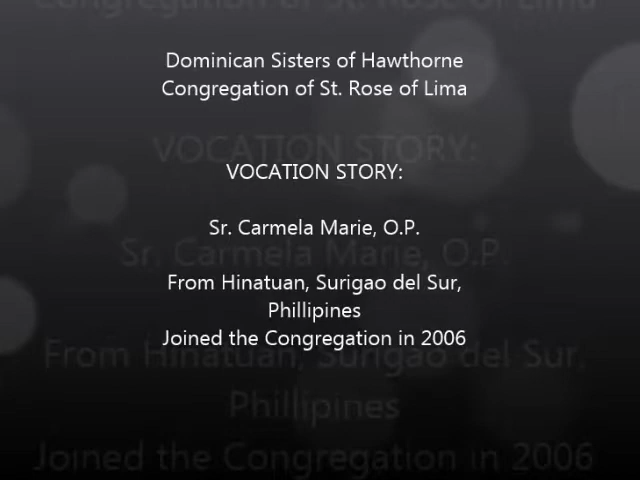 Dominican Sisters of Hawthorne
Congregation of St. Rose of Lima
VOCATION STORY:
Sr. Carmela Marie, O.P.
From Hinatuan, Surigao del Sur,
Phillipines
Joined the Congregation in 2006